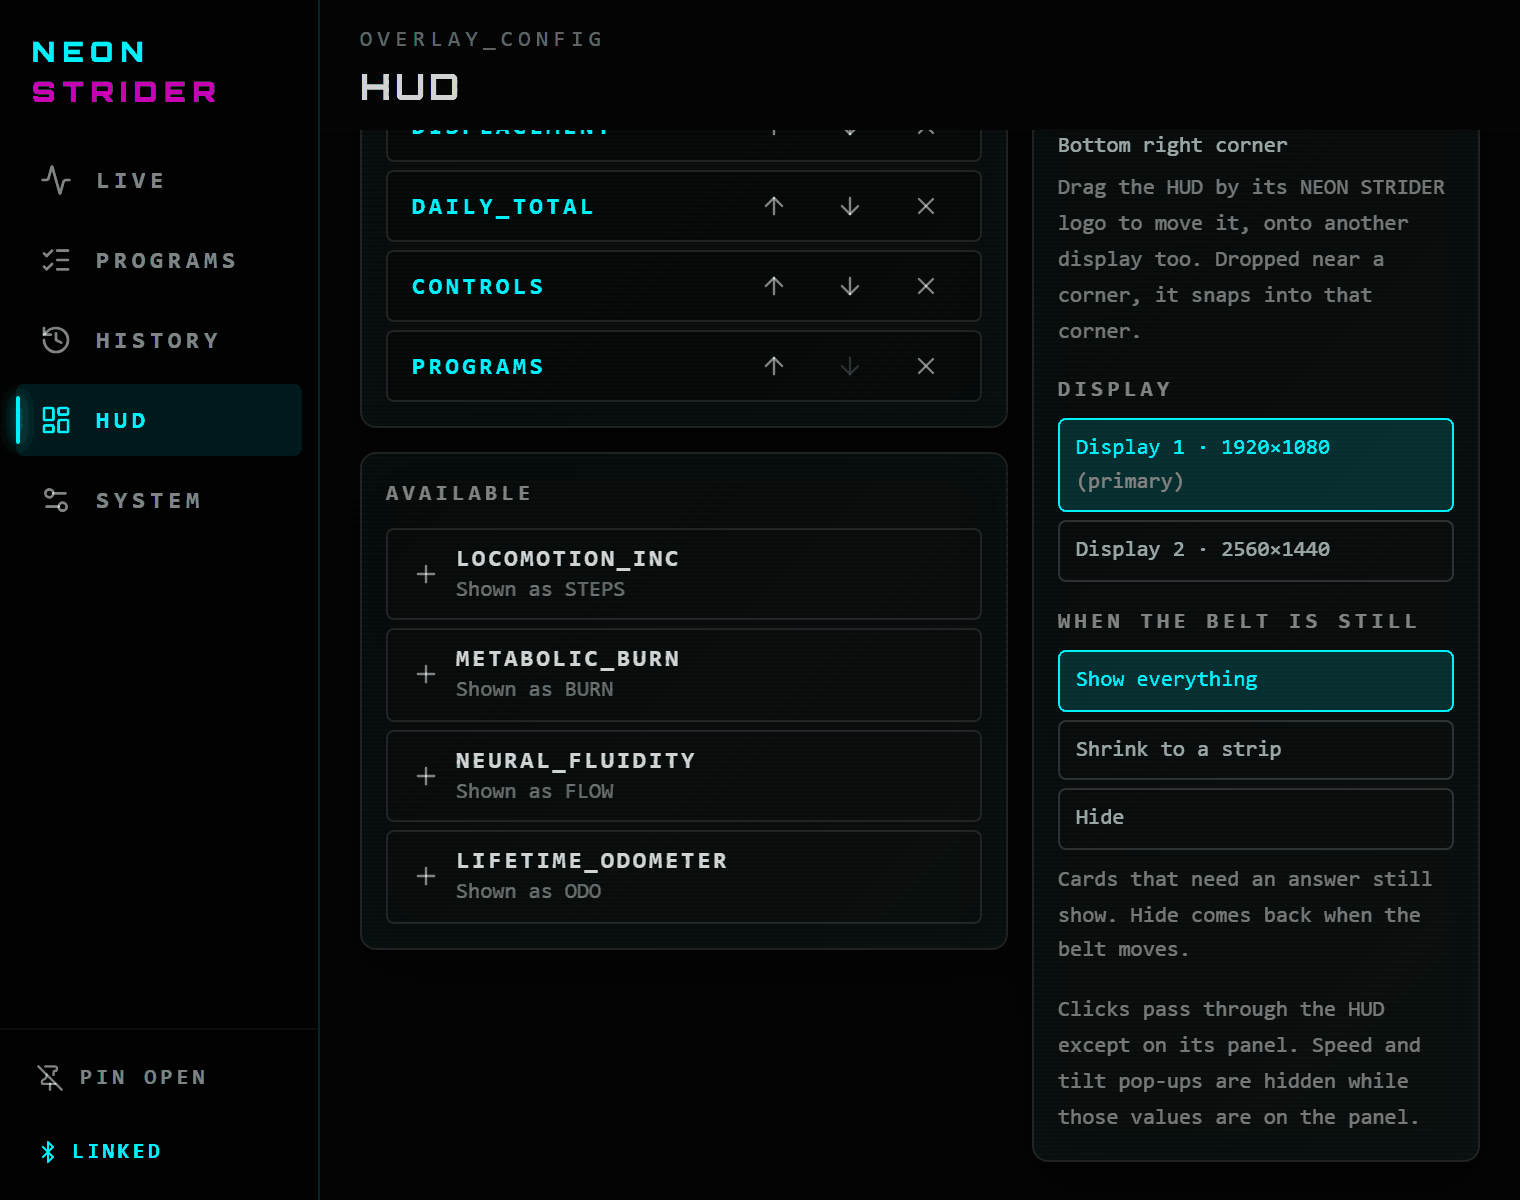 NEON
STRIDER
LIVE
PROGRAMS
HISTORY
HUD
SYSTEM
PIN OPEN
LINKED
OVERLAY_CONFIG
HUD
DISPLACEMENT
DAILY_TOTAL
CONTROLS
PROGRAMS
AVAILABLE
LOCOMOTION_INC
Shown as STEPS
METABOLIC_BURN
Shown as BURN
NEURAL_FLUIDITY
Shown as FLOW
LIFETIME_ODOMETER
Shown as ODO
Bottom right corner
Drag the HUD by its NEON STRIDER
logo to move it, onto another
display too. Dropped near a
corner, it snaps into that
corner.
DISPLAY
Display 1 · 1920×1080
(primary)
Display 2 · 2560×1440
WHEN THE BELT IS STILL
Show everything
Shrink to a strip
Hide
Cards that need an answer still
show. Hide comes back when the
belt moves.
Clicks pass through the HUD
except on its panel. Speed and
tilt pop-ups are hidden while
those values are on the panel.